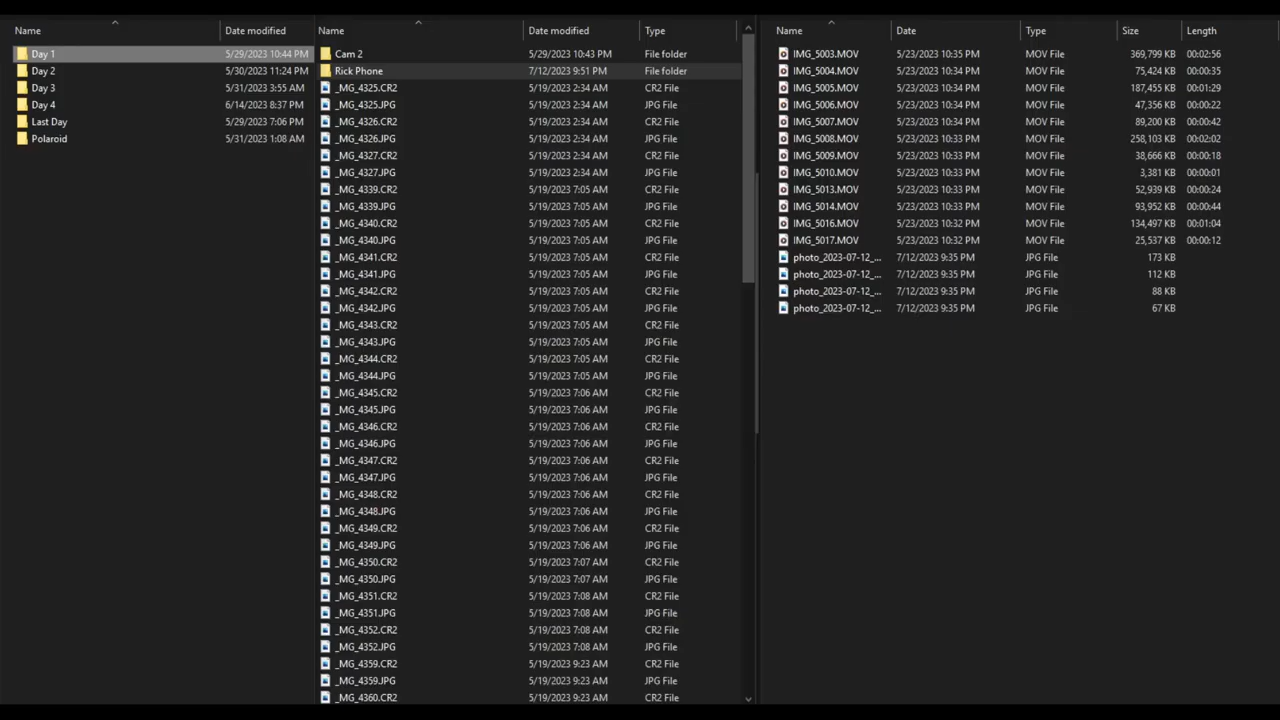 Name Date modified
Day 1 5/29/2023 10:44 PM
Day 2 5/30/2023 11:24 PM
Day 3 5/31/2023 3:55 AM
Day 4 6/14/2023 8:37 PM
Last Day 5/29/2023 7:06 PM
Polaroid 5/31/2023 1:08 AM
Name Date modified Type
Cam 2 5/29/2023 10:43 PM File folder
Rick Phone 7/12/2023 9:51 PM File folder
_MG_4325.CR2 5/19/2023 2:34 AM CR2 File
_MG_4325.JPG 5/19/2023 2:34 AM JPG File
_MG_4326.CR2 5/19/2023 2:34 AM CR2 File
_MG_4326.JPG 5/19/2023 2:34 AM JPG File
_MG_4327.CR2 5/19/2023 2:34 AM CR2 File
_MG_4327.JPG 5/19/2023 2:34 AM JPG File
_MG_4339.CR2 5/19/2023 7:05 AM CR2 File
_MG_4339.JPG 5/19/2023 7:05 AM JPG File
_MG_4340.CR2 5/19/2023 7:05 AM CR2 File
_MG_4340.JPG 5/19/2023 7:05 AM JPG File
_MG_4341.CR2 5/19/2023 7:05 AM CR2 File
_MG_4341.JPG 5/19/2023 7:05 AM JPG File
_MG_4342.CR2 5/19/2023 7:05 AM CR2 File
_MG_4342.JPG 5/19/2023 7:05 AM JPG File
_MG_4343.CR2 5/19/2023 7:05 AM CR2 File
_MG_4343.JPG 5/19/2023 7:05 AM JPG File
_MG_4344.CR2 5/19/2023 7:05 AM CR2 File
_MG_4344.JPG 5/19/2023 7:05 AM JPG File
_MG_4345.CR2 5/19/2023 7:06 AM CR2 File
_MG_4345.JPG 5/19/2023 7:06 AM JPG File
_MG_4346.CR2 5/19/2023 7:06 AM CR2 File
_MG_4346.JPG 5/19/2023 7:06 AM JPG File
_MG_4347.CR2 5/19/2023 7:06 AM CR2 File
_MG_4347.JPG 5/19/2023 7:06 AM JPG File
_MG_4348.CR2 5/19/2023 7:06 AM CR2 File
_MG_4348.JPG 5/19/2023 7:06 AM JPG File
_MG_4349.CR2 5/19/2023 7:06 AM CR2 File
_MG_4349.JPG 5/19/2023 7:06 AM JPG File
_MG_4350.CR2 5/19/2023 7:07 AM CR2 File
_MG_4350.JPG 5/19/2023 7:07 AM JPG File
_MG_4351.CR2 5/19/2023 7:08 AM CR2 File
_MG_4351.JPG 5/19/2023 7:08 AM JPG File
_MG_4352.CR2 5/19/2023 7:08 AM CR2 File
_MG_4352.JPG 5/19/2023 7:08 AM JPG File
_MG_4359.CR2 5/19/2023 9:23 AM CR2 File
_MG_4359.JPG 5/19/2023 9:23 AM JPG File
_MG_4360.CR2 5/19/2023 9:23 AM CR2 File
Name Date Type Size Length
IMG_5003.MOV 5/23/2023 10:35 PM MOV File 369,799 KB 00:02:56
IMG_5004.MOV 5/23/2023 10:34 PM MOV File 75,424 KB 00:00:35
IMG_5005.MOV 5/23/2023 10:34 PM MOV File 187,455 KB 00:01:29
IMG_5006.MOV 5/23/2023 10:34 PM MOV File 47,356 KB 00:00:22
IMG_5007.MOV 5/23/2023 10:34 PM MOV File 89,200 KB 00:00:42
IMG_5008.MOV 5/23/2023 10:33 PM MOV File 258,103 KB 00:02:02
IMG_5009.MOV 5/23/2023 10:33 PM MOV File 38,666 KB 00:00:18
IMG_5010.MOV 5/23/2023 10:33 PM MOV File 3,381 KB 00:00:01
IMG_5013.MOV 5/23/2023 10:33 PM MOV File 52,939 KB 00:00:24
IMG_5014.MOV 5/23/2023 10:33 PM MOV File 93,952 KB 00:00:44
IMG_5016.MOV 5/23/2023 10:32 PM MOV File 134,497 KB 00:01:04
IMG_5017.MOV 5/23/2023 10:32 PM MOV File 25,537 KB 00:00:12
photo_2023-07-12_... 7/12/2023 9:35 PM JPG File 173 KB
photo_2023-07-12_... 7/12/2023 9:35 PM JPG File 112 KB
photo_2023-07-12_... 7/12/2023 9:35 PM JPG File 88 KB
photo_2023-07-12_... 7/12/2023 9:35 PM JPG File 67 KB